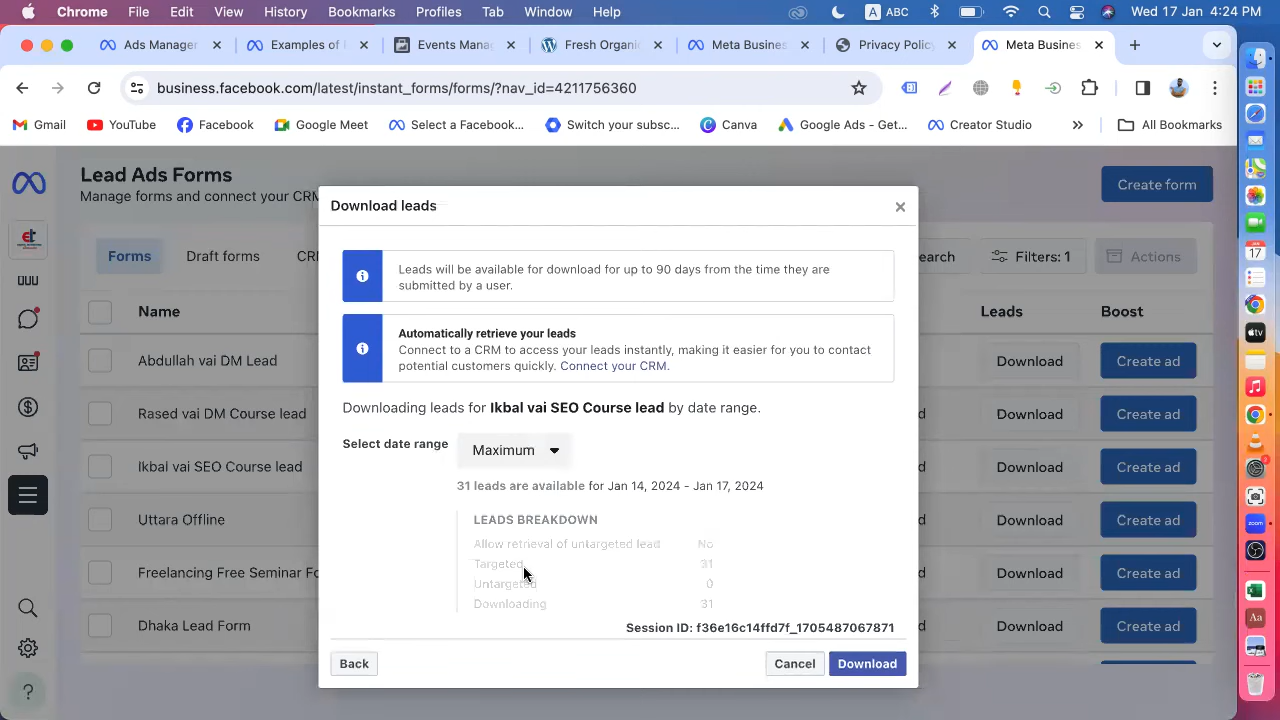 Chrome File Edit View History Bookmarks Profiles Tab Window Help A ABC Wed 17 Jan 4:24 PM
Ads Manager Examples of Events Mana Fresh Organi Meta Busines Privacy Policy Meta Busines
business.facebook.com/latest/instant_forms/forms/?nav_id=4211756360
Gmail YouTube Facebook Google Meet Select a Facebook... Switch your subsc... Canva Google Ads - Get... Creator Studio » All Bookmarks
Lead Ads Forms
Manage forms and connect your CRM
Create form
Forms Draft forms CR earch Filters: 1 Actions
Name Leads Boost
Abdullah vai DM Lead Download Create ad
Rased vai DM Course lead Download Create ad
Ikbal vai SEO Course lead Download Create ad
Uttara Offline Download Create ad
Freelancing Free Seminar Fo Download Create ad
Dhaka Lead Form Download Create ad
Download leads
Leads will be available for download for up to 90 days from the time they are
submitted by a user.
Automatically retrieve your leads
Connect to a CRM to access your leads instantly, making it easier for you to contact
potential customers quickly. Connect your CRM.
Downloading leads for Ikbal vai SEO Course lead by date range.
Select date range Maximum
31 leads are available for Jan 14, 2024 - Jan 17, 2024
LEADS BREAKDOWN
Allow retrieval of untargeted lead No
Targeted 31
Untargeted 0
Downloading 31
Session ID: f36e16c14ffd7f_1705487067871
Back Cancel Download